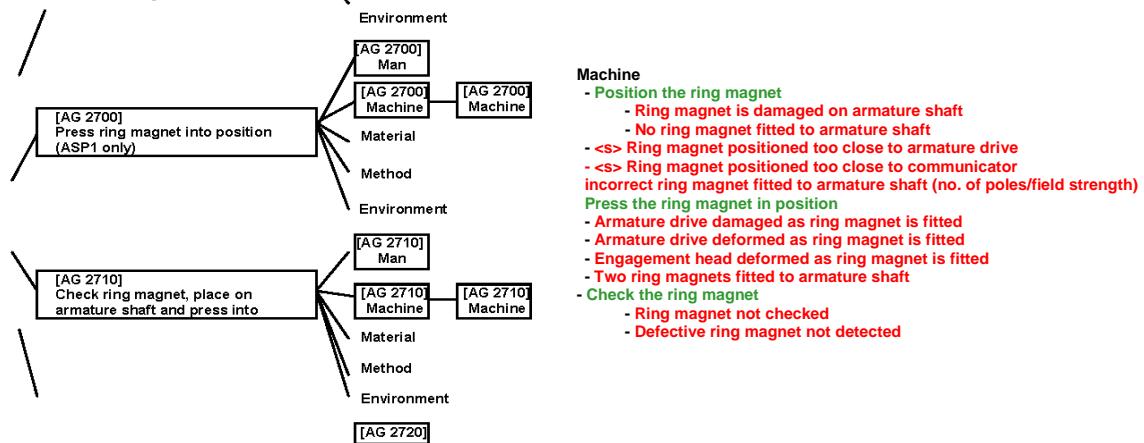 Environment
[AG 2700]
Man
[AG 2700]
Press ring magnet into position
(ASP1 only)
[AG 2700]
Machine
[AG 2700]
Machine
Material
Method
Environment
[AG 2710]
Man
[AG 2710]
Check ring magnet, place on
armature shaft and press into
[AG 2710]
Machine
[AG 2710]
Machine
Material
Method
Environment
[AG 2720]
Machine
- Position the ring magnet
- Ring magnet is damaged on armature shaft
- No ring magnet fitted to armature shaft
- <s> Ring magnet positioned too close to armature drive
- <s> Ring magnet positioned too close to communicator
incorrect ring magnet fitted to armature shaft (no. of poles/field strength)
Press the ring magnet in position
- Armature drive damaged as ring magnet is fitted
- Armature drive deformed as ring magnet is fitted
- Engagement head deformed as ring magnet is fitted
- Two ring magnets fitted to armature shaft
- Check the ring magnet
- Ring magnet not checked
- Defective ring magnet not detected